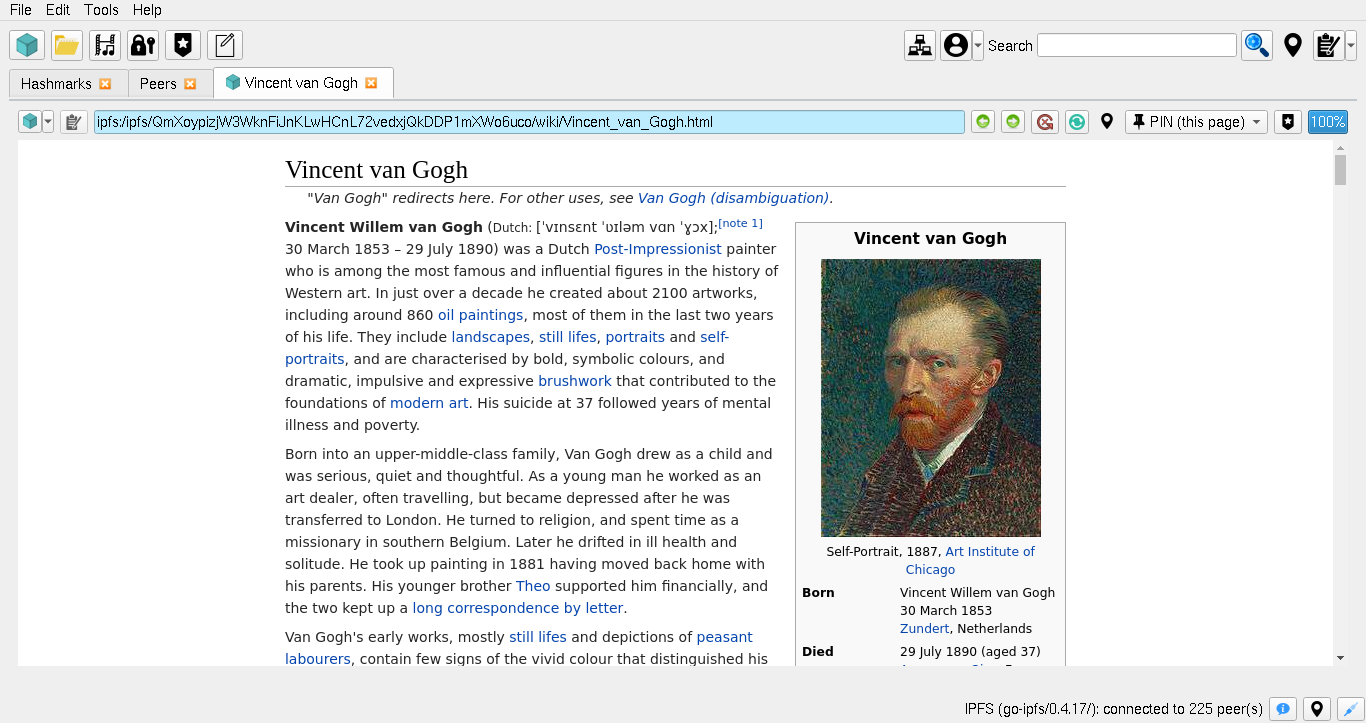 File Edit Tools Help
Search
Hashmarks Peers Vincent van Gogh
ipfs:/ipfs/QmXoypizjW3WknFiJnKLwHCnL72vedxjQkDDP1mXWo6uco/wiki/Vincent_van_Gogh.html PIN (this page) 100%
Vincent van Gogh
"Van Gogh" redirects here. For other uses, see Van Gogh (disambiguation).
Vincent Willem van Gogh (Dutch: [ˈvɪnsɛnt ˈʋɪləm vɑn ˈɣɔx];[note 1]
30 March 1853 – 29 July 1890) was a Dutch Post-Impressionist painter
who is among the most famous and influential figures in the history of
Western art. In just over a decade he created about 2100 artworks,
including around 860 oil paintings, most of them in the last two years
of his life. They include landscapes, still lifes, portraits and self-
portraits, and are characterised by bold, symbolic colours, and
dramatic, impulsive and expressive brushwork that contributed to the
foundations of modern art. His suicide at 37 followed years of mental
illness and poverty.
Born into an upper-middle-class family, Van Gogh drew as a child and
was serious, quiet and thoughtful. As a young man he worked as an
art dealer, often travelling, but became depressed after he was
transferred to London. He turned to religion, and spent time as a
missionary in southern Belgium. Later he drifted in ill health and
solitude. He took up painting in 1881 having moved back home with
his parents. His younger brother Theo supported him financially, and
the two kept up a long correspondence by letter.
Van Gogh's early works, mostly still lifes and depictions of peasant
labourers, contain few signs of the vivid colour that distinguished his
Vincent van Gogh
Self-Portrait, 1887, Art Institute of
Chicago
Born Vincent Willem van Gogh
30 March 1853
Zundert, Netherlands
Died 29 July 1890 (aged 37)
IPFS (go-ipfs/0.4.17/): connected to 225 peer(s)